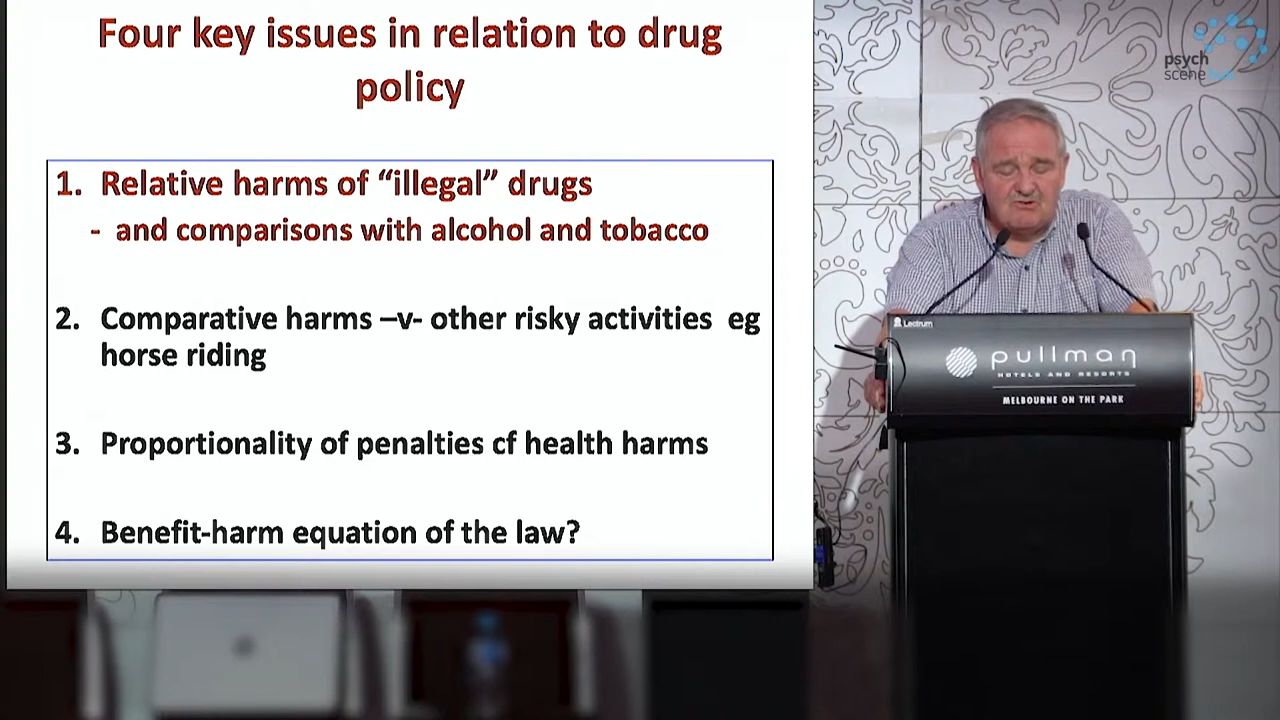 Four key issues in relation to drug
policy
1. Relative harms of “illegal” drugs
- and comparisons with alcohol and tobacco
2. Comparative harms –v- other risky activities eg
horse riding
3. Proportionality of penalties cf health harms
4. Benefit-harm equation of the law?
psych
scene hub
Lectrum
pullman
HOTELS AND RESORTS
MELBOURNE ON THE PARK